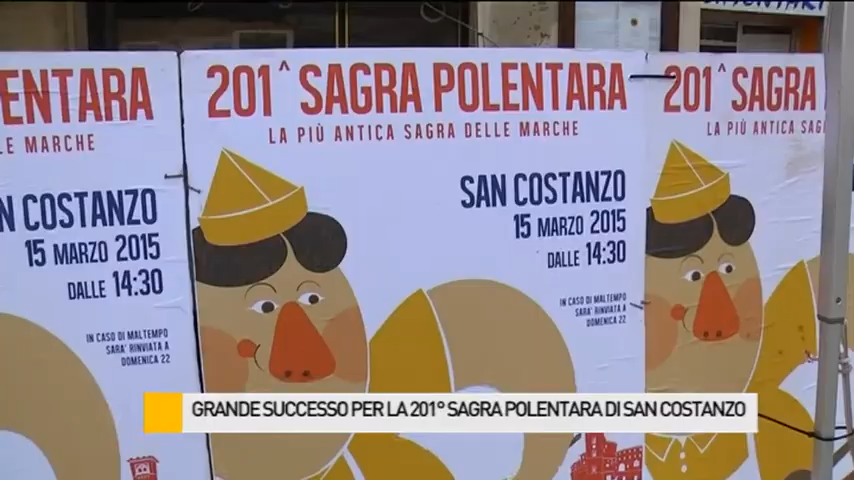 201^ SAGRA POLENTARA
LA PIÙ ANTICA SAGRA DELLE MARCHE
SAN COSTANZO
15 MARZO 2015
DALLE 14:30
IN CASO DI MALTEMPO
SARA' RINVIATA A
DOMENICA 22
ENTARA
LE MARCHE
N COSTANZO
15 MARZO 2015
DALLE 14:30
IN CASO DI MALTEMPO
SARA' RINVIATA A
DOMENICA 22
201^ SAGRA P
LA PIÙ ANTICA SAG
GRANDE SUCCESSO PER LA 201° SAGRA POLENTARA DI SAN COSTANZO